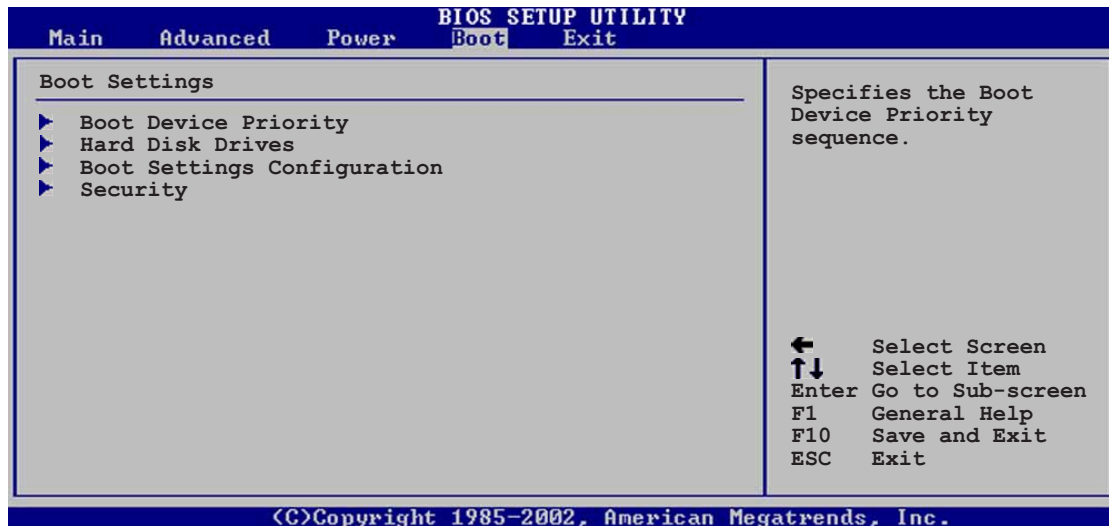 BIOS SETUP UTILITY
Main Advanced Power Boot Exit
Boot Settings
Boot Device Priority
Hard Disk Drives
Boot Settings Configuration
Security
Specifies the Boot
Device Priority
sequence.
← Select Screen
↑↓ Select Item
Enter Go to Sub-screen
F1 General Help
F10 Save and Exit
ESC Exit
(C)Copyright 1985-2002, American Megatrends, Inc.